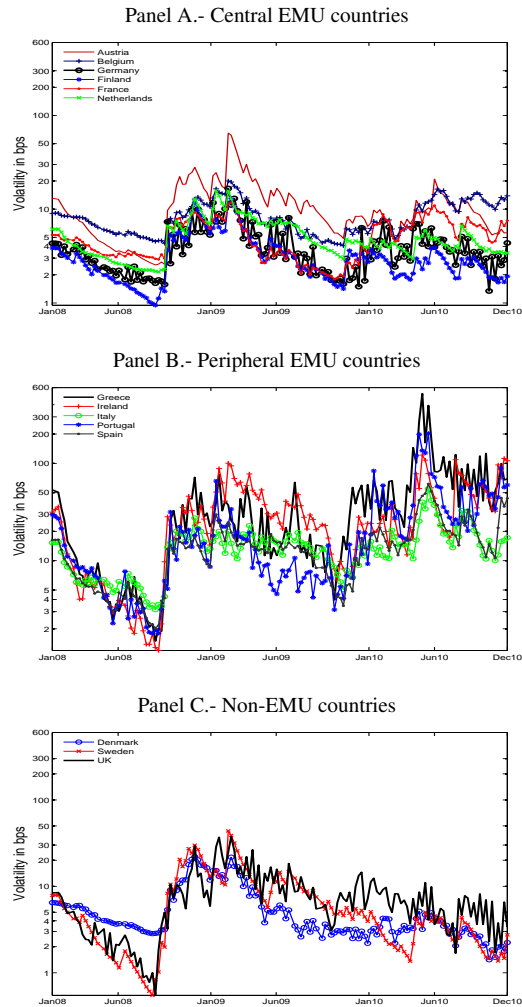 Panel A.- Central EMU countries
600
300
200
100
50
30
20
10
5
3
2
1
Volatility in bps
Austria
Belgium
Germany
Finland
France
Netherlands
Jan08 Jun08 Jan09 Jun09 Jan10 Jun10 Dec10
Panel B.- Peripheral EMU countries
600
300
200
100
50
30
20
10
5
3
2
Volatility in bps
Greece
Ireland
Italy
Portugal
Spain
Jan08 Jun08 Jan09 Jun09 Jan10 Jun10 Dec10
Panel C.- Non-EMU countries
600
300
200
100
50
30
10
5
3
2
1
Volatility in bps
Denmark
Sweden
UK
Jan08 Jun08 Jan09 Jun09 Jan10 Jun10 Dec10